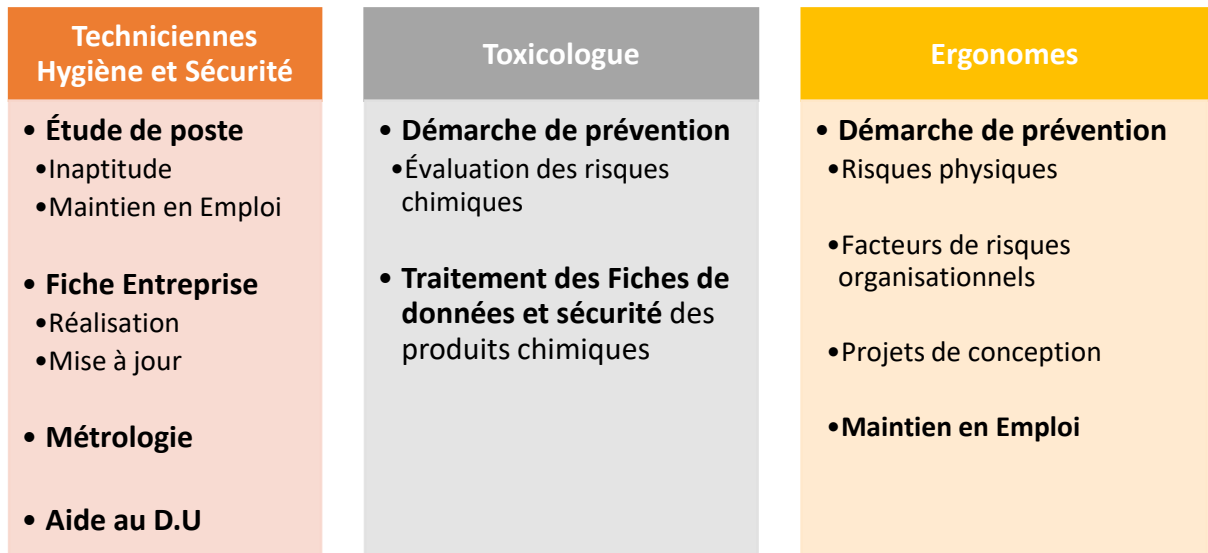 Techniciennes
Hygiène et Sécurité
• Étude de poste
•Inaptitude
•Maintien en Emploi
• Fiche Entreprise
•Réalisation
•Mise à jour
• Métrologie
• Aide au D.U
Toxicologue
• Démarche de prévention
•Évaluation des risques
chimiques
• Traitement des Fiches de
données et sécurité des
produits chimiques
Ergonomes
• Démarche de prévention
•Risques physiques
•Facteurs de risques
organisationnels
•Projets de conception
•Maintien en Emploi